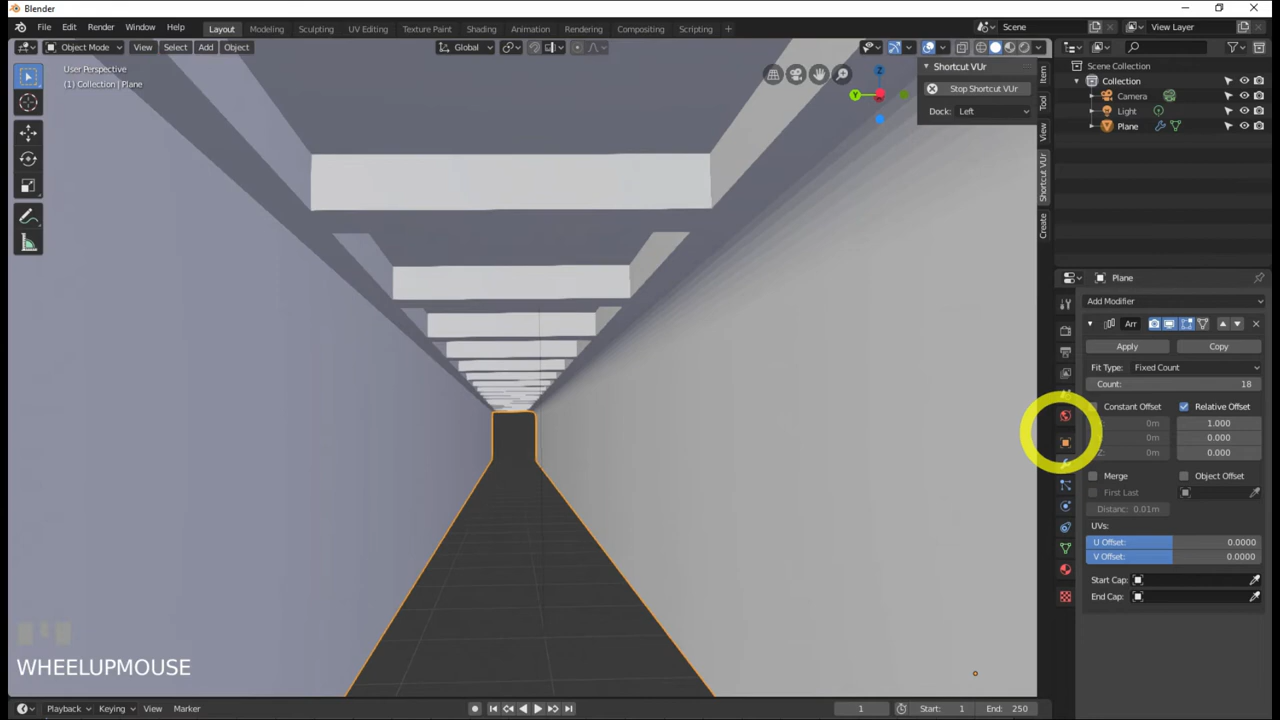 Blender
File Edit Render Window Help
Layout Modeling Sculpting UV Editing Texture Paint Shading Animation Rendering Compositing Scripting +
Scene
View Layer
Object Mode View Select Add Object
Global
User Perspective
(1) Collection | Plane
Y
Z
Shortcut VUr
Stop Shortcut VUr
Dock: Left
Item
Tool
View
Shortcut VUr
Create
Scene Collection
Collection
Camera
Light
Plane
Plane
Add Modifier
Arr
Apply Copy
Fit Type: Fixed Count
Count: 18
Constant Offset Relative Offset
0m 1.000
0m 0.000
Z: 0m 0.000
Merge Object Offset
First Last
Distanc: 0.01m
UVs:
U Offset: 0.0000
V Offset: 0.0000
Start Cap:
End Cap:
WHEELUPMOUSE
Playback Keying View Marker
1
Start: 1 End: 250